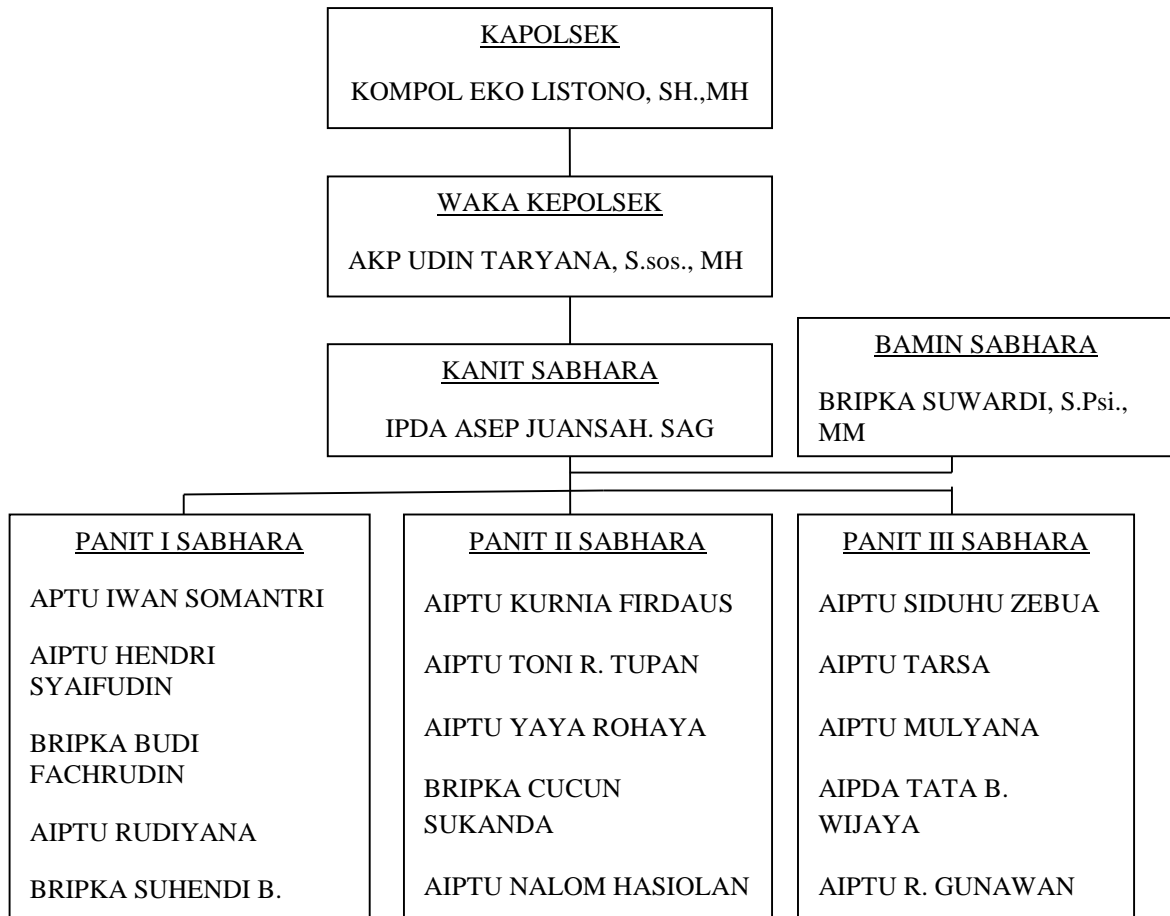 KAPOLSEK
KOMPOL EKO LISTONO, SH.,MH
WAKA KEPOLSEK
AKP UDIN TARYANA, S.sos., MH
KANIT SABHARA
IPDA ASEP JUANSAH. SAG
BAMIN SABHARA
BRIPKA SUWARDI, S.Psi.,
MM
PANIT I SABHARA
APTU IWAN SOMANTRI
AIPTU HENDRI
SYAIFUDIN
BRIPKA BUDI
FACHRUDIN
AIPTU RUDIYANA
BRIPKA SUHENDI B.
PANIT II SABHARA
AIPTU KURNIA FIRDAUS
AIPTU TONI R. TUPAN
AIPTU YAYA ROHAYA
BRIPKA CUCUN
SUKANDA
AIPTU NALOM HASIOLAN
PANIT III SABHARA
AIPTU SIDUHU ZEBUA
AIPTU TARSA
AIPTU MULYANA
AIPDA TATA B.
WIJAYA
AIPTU R. GUNAWAN